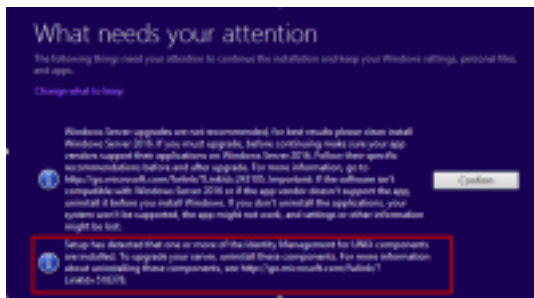 What needs your attention
The following things need your attention to continue the installation and keep your Windows settings, personal files,
and apps.
Change what to keep
Windows Server upgrades are not recommended, for best results please clean install
Windows Server 2016. If you must upgrade, before continuing make sure your app
vendors support their applications on Windows Server 2016. Follow their specific
recommendations before and after upgrade. For more information, go to
Important: If the software isn't
compatible with Windows Server 2016 or if the app vendor doesn't support the app,
uninstall it before you install Windows. If you don't uninstall the applications, your
system won't be supported, the app might not work, and settings or other information
might be lost.
Confirm
Setup has detected that one or more of the Identity Management for UNIX components
are installed. To upgrade your server, uninstall these components. For more information
about uninstalling these components, see http://go.microsoft.com/fwlink/?